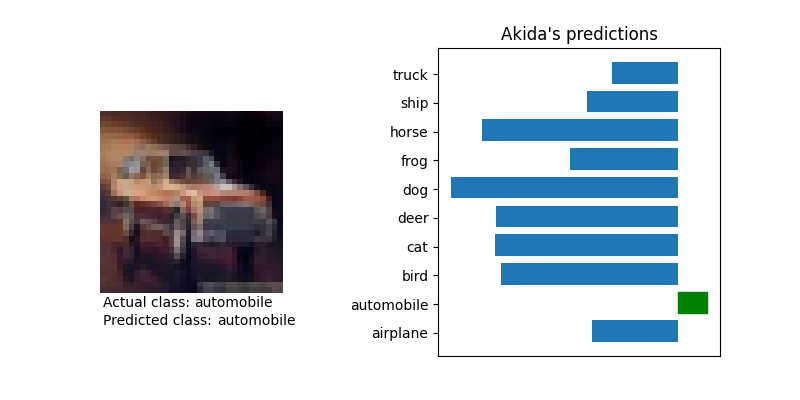 Akida's predictions
truck
ship
horse
frog
dog
deer
cat
bird
automobile
airplane
Actual class: automobile
Predicted class: automobile